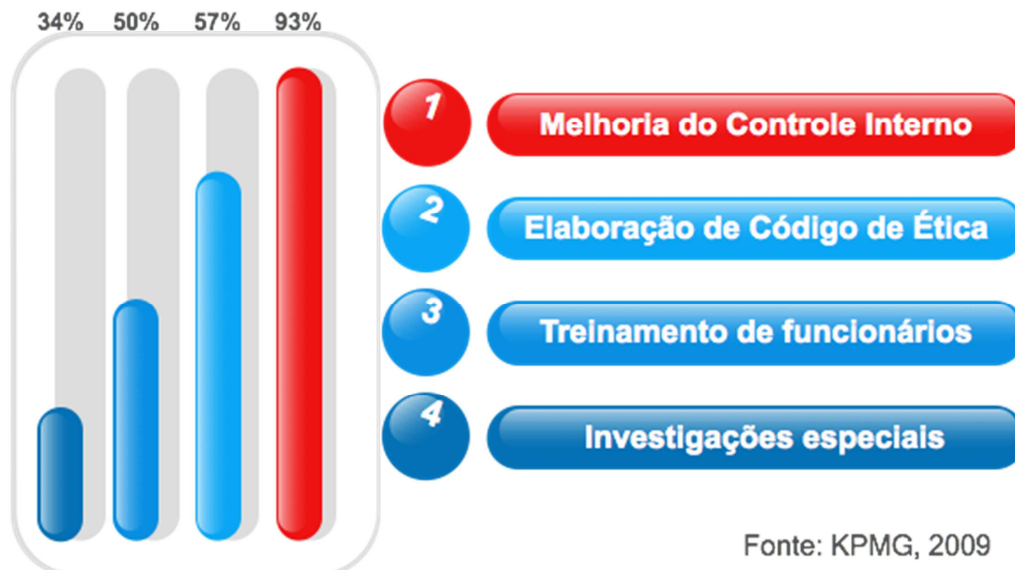 34% 50% 57% 93%
1 Melhoria do Controle Interno
2 Elaboração de Código de Ética
3 Treinamento de funcionários
4 Investigações especiais
Fonte: KPMG, 2009